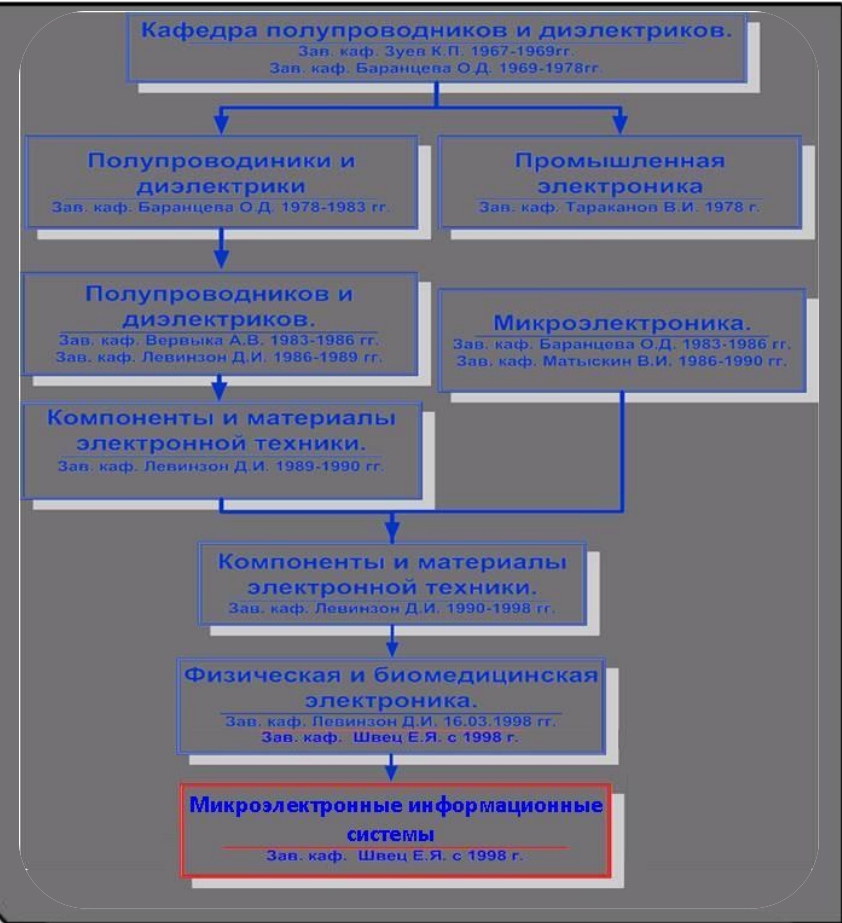 Кафедра полупроводников и диэлектриков.
Зав. каф. Зуев К.П. 1967-1969гг.
Зав. каф. Баранцева О.Д. 1969-1978гг.
Полупроводиники и
диэлектрики
Зав. каф. Баранцева О.Д. 1978-1983 гг.
Промышленная
электроника
Зав. каф. Тараканов В.И. 1978 г.
Полупроводников и
диэлектриков.
Зав. каф. Вервыка А.В. 1983-1986 гг.
Зав. каф. Левинзон Д.И. 1986-1989 гг.
Микроэлектроника.
Зав. каф. Баранцева О.Д. 1983-1986 гг.
Зав. каф. Матыскин В.И. 1986-1990 гг.
Компоненты и материалы
электронной техники.
Зав. каф. Левинзон Д.И. 1989-1990 гг.
Компоненты и материалы
электронной техники.
Зав. каф. Левинзон Д.И. 1990-1998 гг.
Физическая и биомедицинская
электроника.
Зав. каф. Левинзон Д.И. 16.03.1998 гг.
Зав. каф. Швец Е.Я. с 1998 г.
Микроэлектронные информационные
системы
Зав. каф. Швец Е.Я. с 1998 г.